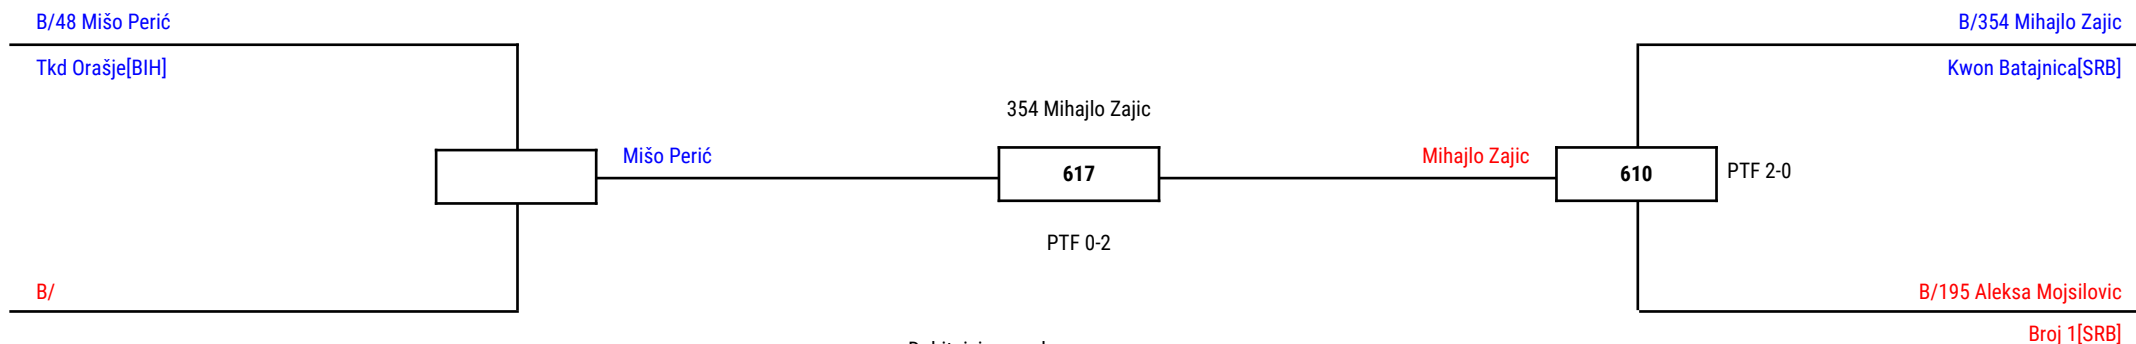 B/48 Mišo Perić
B/354 Mihajlo Zajic
Tkd Orašje[BIH]
Kwon Batajnica[SRB]
354 Mihajlo Zajic
Mišo Perić
617
Mihajlo Zajic
610
PTF 2-0
PTF 0-2
B/
B/195 Aleksa Mojsilovic
Broj 1[SRB]